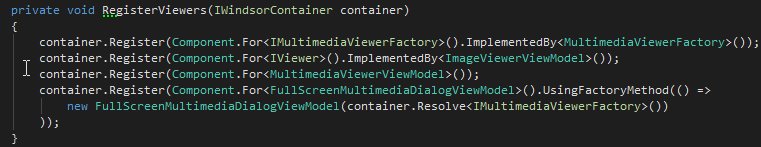 private void RegisterViewers(IWindsorContainer container)
{
    container.Register(Component.For<IMultimediaViewerFactory>().ImplementedBy<MultimediaViewerFactory>());
    container.Register(Component.For<IViewer>().ImplementedBy<ImageViewerViewModel>());
    container.Register(Component.For<MultimediaViewerViewModel>());
    container.Register(Component.For<FullScreenMultimediaDialogViewModel>().UsingFactoryMethod(() =>
        new FullScreenMultimediaDialogViewModel(container.Resolve<IMultimediaViewerFactory>())
    ));
}